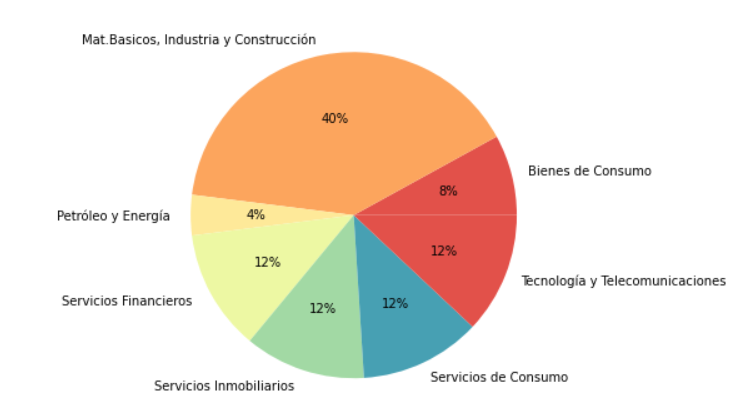 Mat.Basicos, Industria y Construcción
40%
Bienes de Consumo
8%
Petróleo y Energía
4%
12%
Tecnología y Telecomunicaciones
12%
Servicios Financieros
12%
12%
Servicios de Consumo
Servicios Inmobiliarios